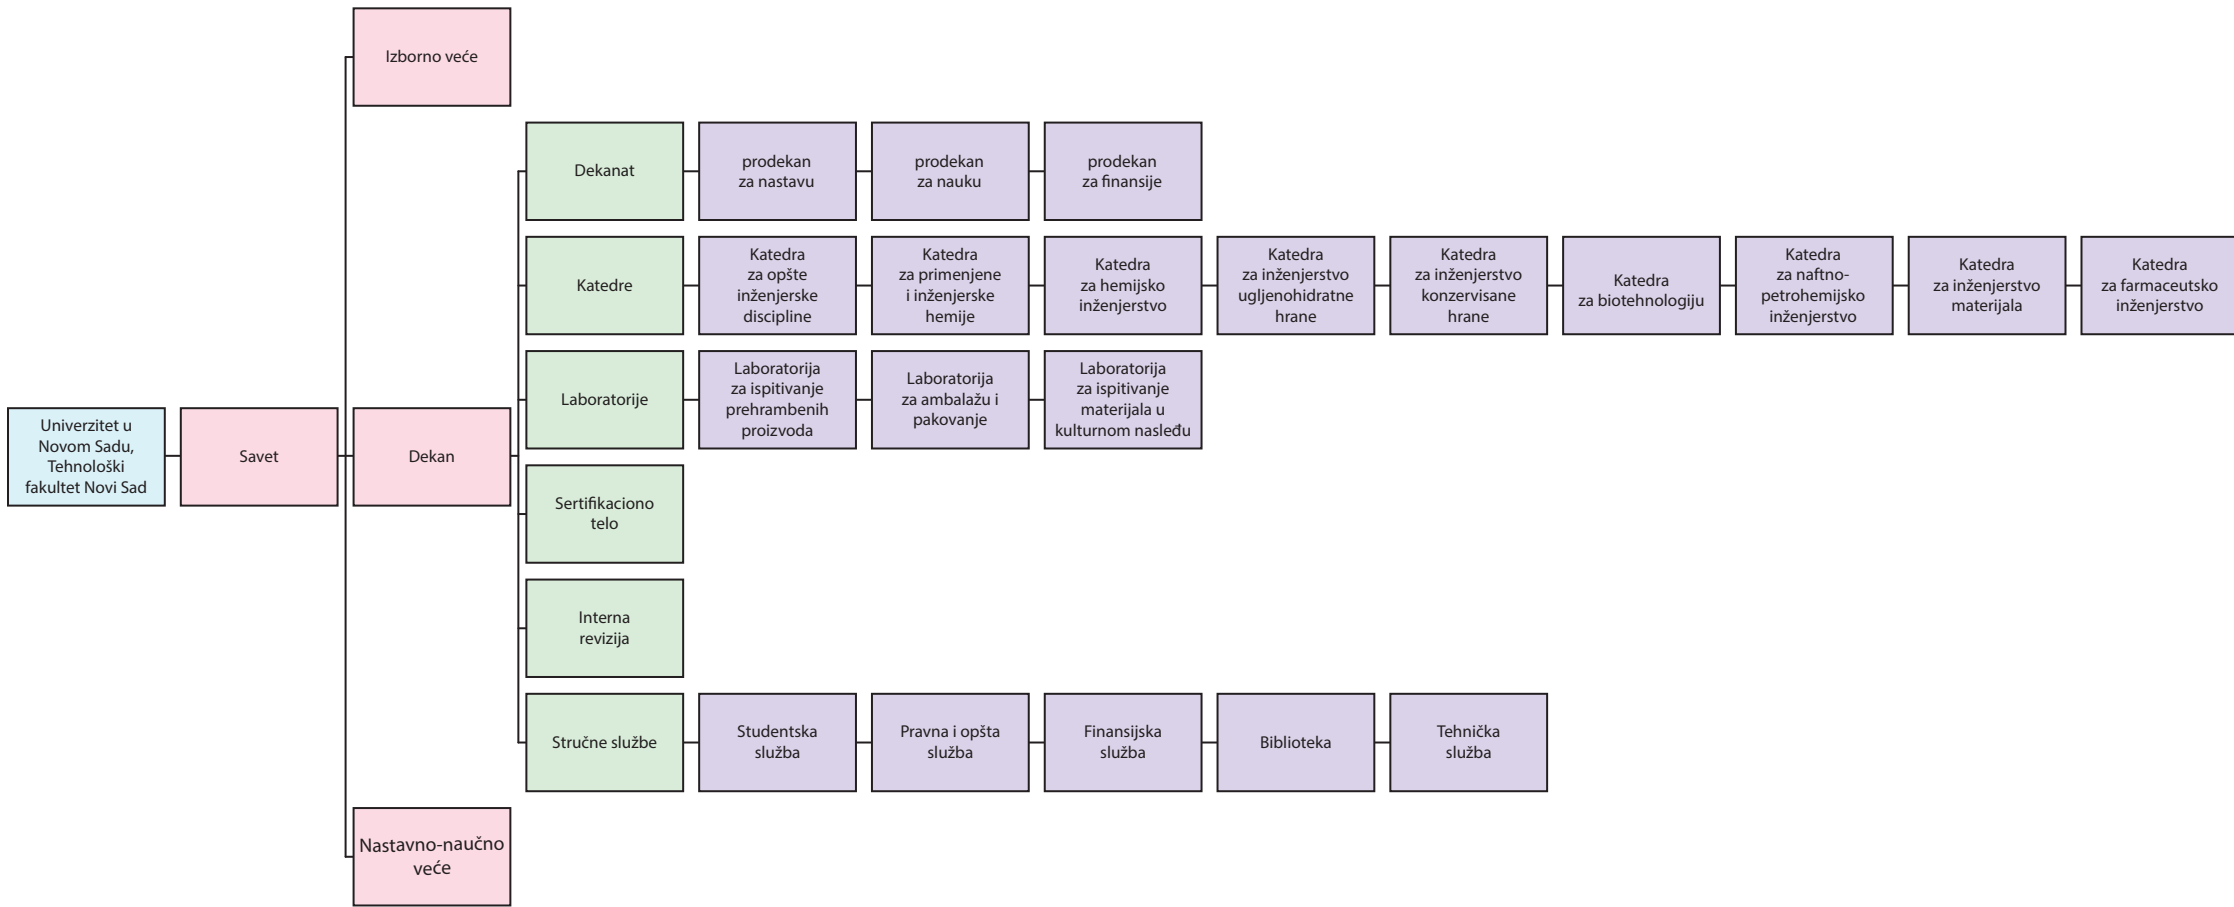 Izborno veće
Dekanat
prodekan
za nastavu
prodekan
za nauku
prodekan
za finansije
Katedre
Katedra
za opšte
inženjerske
discipline
Katedra
za primenjene
i inženjerske
hemije
Katedra
za hemijsko
inženjerstvo
Katedra
za inženjerstvo
ugljenohidratne
hrane
Katedra
za inženjerstvo
konzervisane
hrane
Katedra
za biotehnologiju
Katedra
za naftno-
petrohemijsko
inženjerstvo
Katedra
za inženjerstvo
materijala
Katedra
za farmaceutsko
inženjerstvo
Laboratorije
Laboratorija
za ispitivanje
prehrambenih
proizvoda
Laboratorija
za ambalažu i
pakovanje
Laboratorija
za ispitivanje
materijala u
kulturnom nasleđu
Univerzitet u
Novom Sadu,
Tehnološki
fakultet Novi Sad
Savet
Dekan
Sertifikaciono
telo
Interna
revizija
Stručne službe
Studentska
služba
Pravna i opšta
služba
Finansijska
služba
Biblioteka
Tehnička
služba
Nastavno-naučno
veće